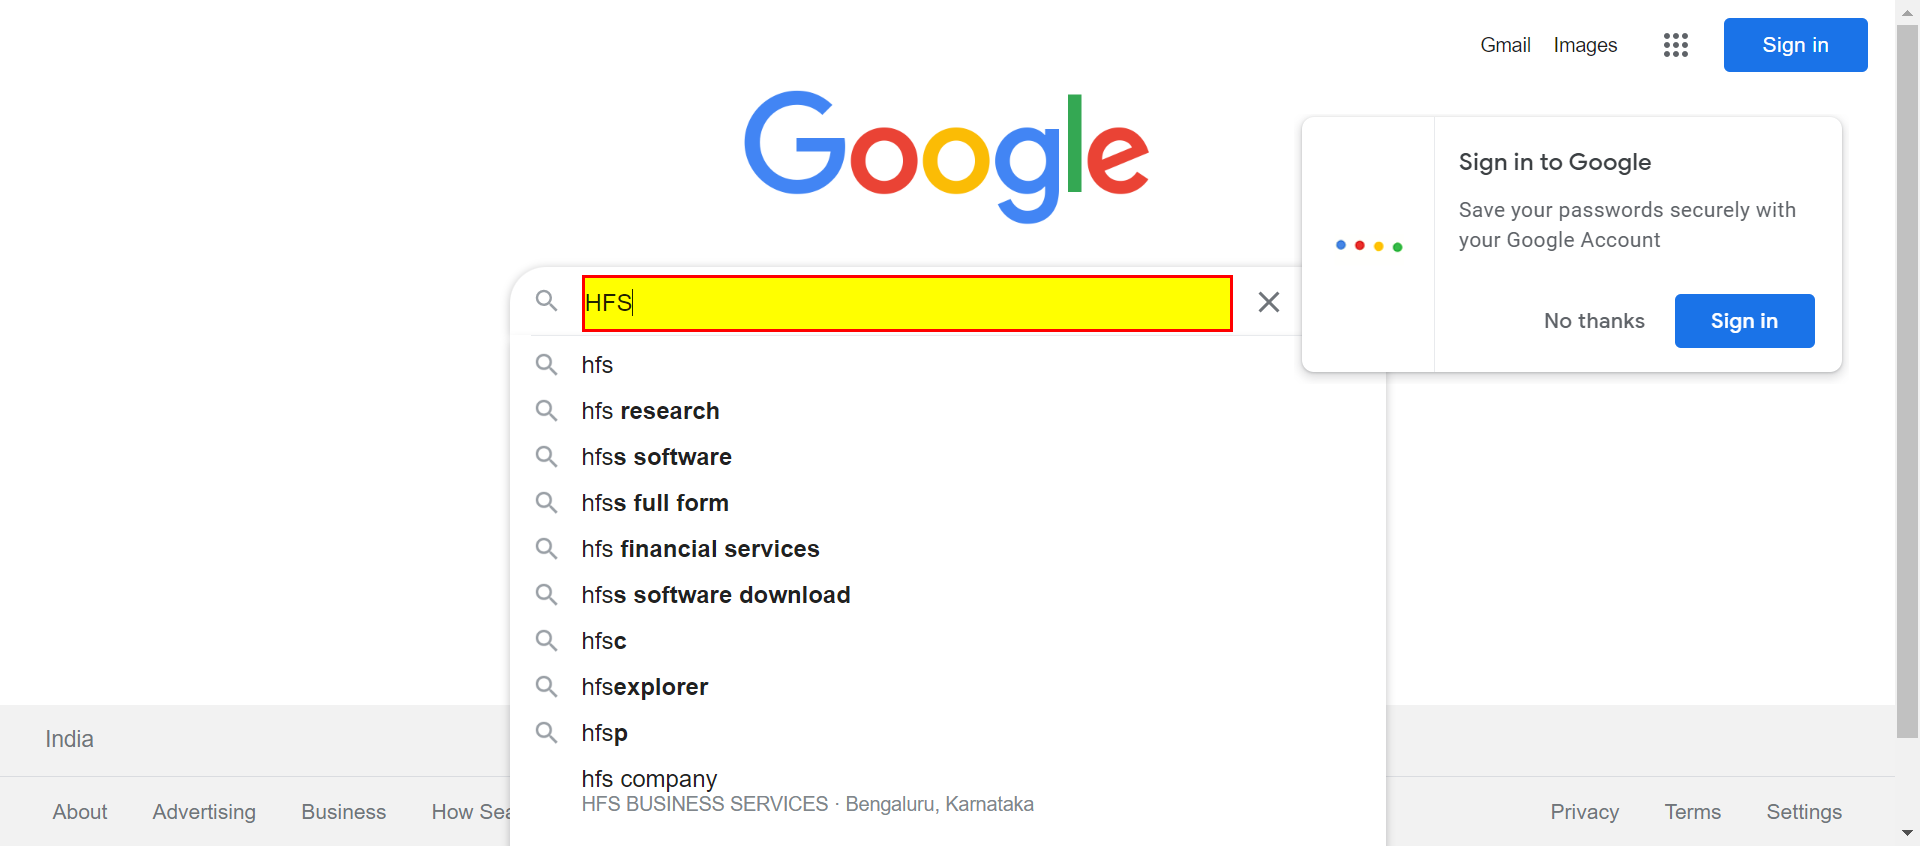 Gmail Images Sign in
Google
Sign in to Google
Save your passwords securely with
your Google Account
No thanks Sign in
HFS
hfs
hfs research
hfss software
hfss full form
hfs financial services
hfss software download
hfsc
hfsexplorer
hfsp
hfs company
HFS BUSINESS SERVICES · Bengaluru, Karnataka
India
About Advertising Business How Sea
Privacy Terms Settings